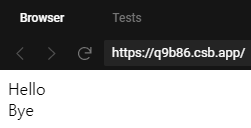 Browser Tests
https://q9b86.csb.app/
Hello
Bye